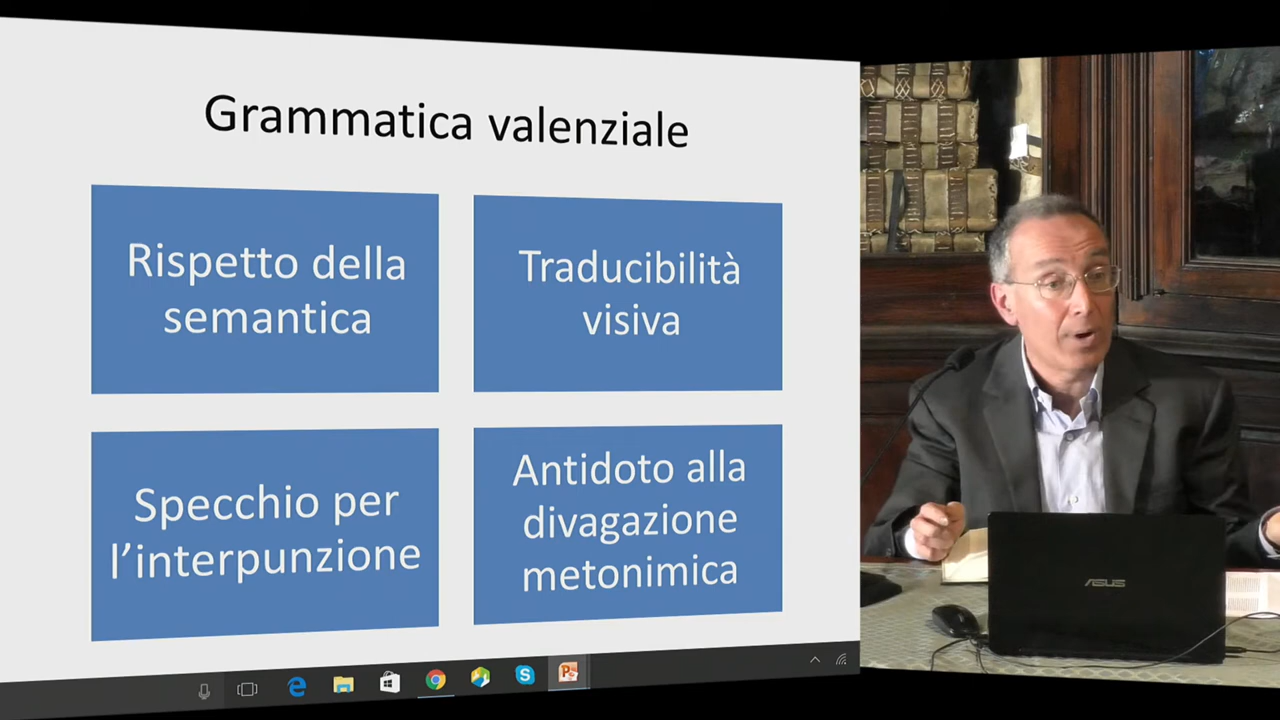 Grammatica valenziale
Rispetto della
semantica
Traducibilità
visiva
Specchio per
l’interpunzione
Antidoto alla
divagazione
metonimica
ASUS